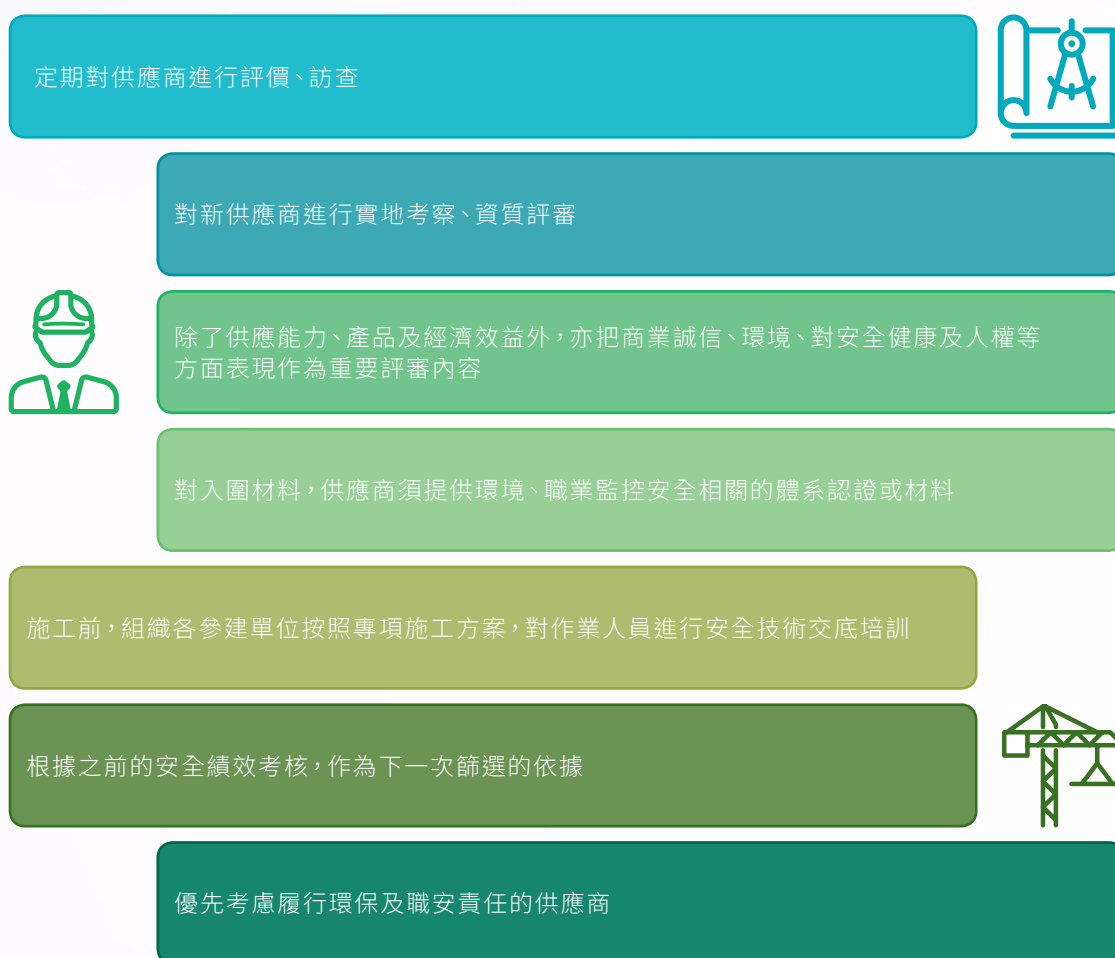 定期對供應商進行評價、訪查
對新供應商進行實地考察、資質評審
除了供應能力、產品及經濟效益外，亦把商業誠信、環境、對安全健康及人權等
方面表現作為重要評審內容
對入圍材料，供應商須提供環境、職業監控安全相關的體系認證或材料
施工前，組織各參建單位按照專項施工方案，對作業人員進行安全技術交底培訓
根據之前的安全績效考核，作為下一次篩選的依據
優先考慮履行環保及職安責任的供應商